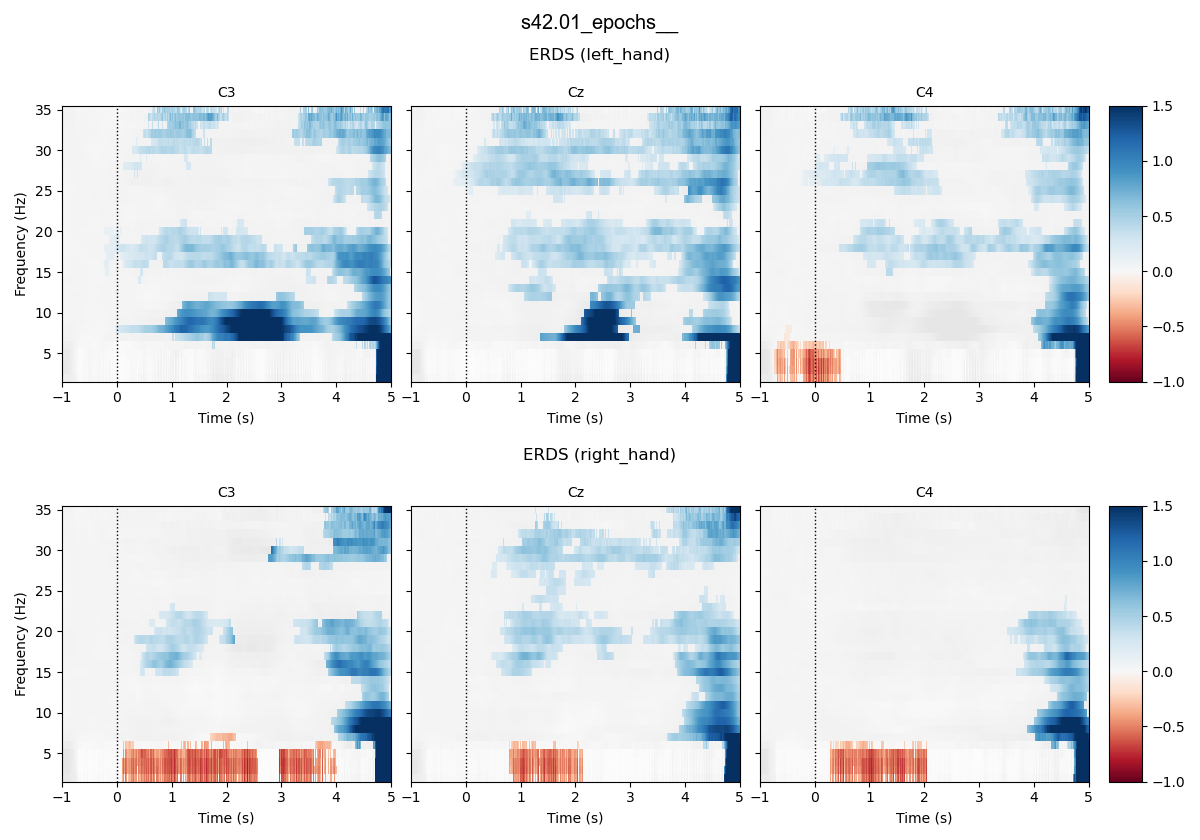 s42.01_epochs__
ERDS (left_hand)
C3 Cz C4
35
30
25
20
15
10
5
Frequency (Hz)
−1 0 1 2 3 4 5 −1 0 1 2 3 4 5 −1 0 1 2 3 4 5
Time (s) Time (s) Time (s)
1.5
1.0
0.5
0.0
−0.5
−1.0
ERDS (right_hand)
C3 Cz C4
35
30
25
20
15
10
5
Frequency (Hz)
−1 0 1 2 3 4 5 −1 0 1 2 3 4 5 −1 0 1 2 3 4 5
Time (s) Time (s) Time (s)
1.5
1.0
0.5
0.0
−0.5
−1.0